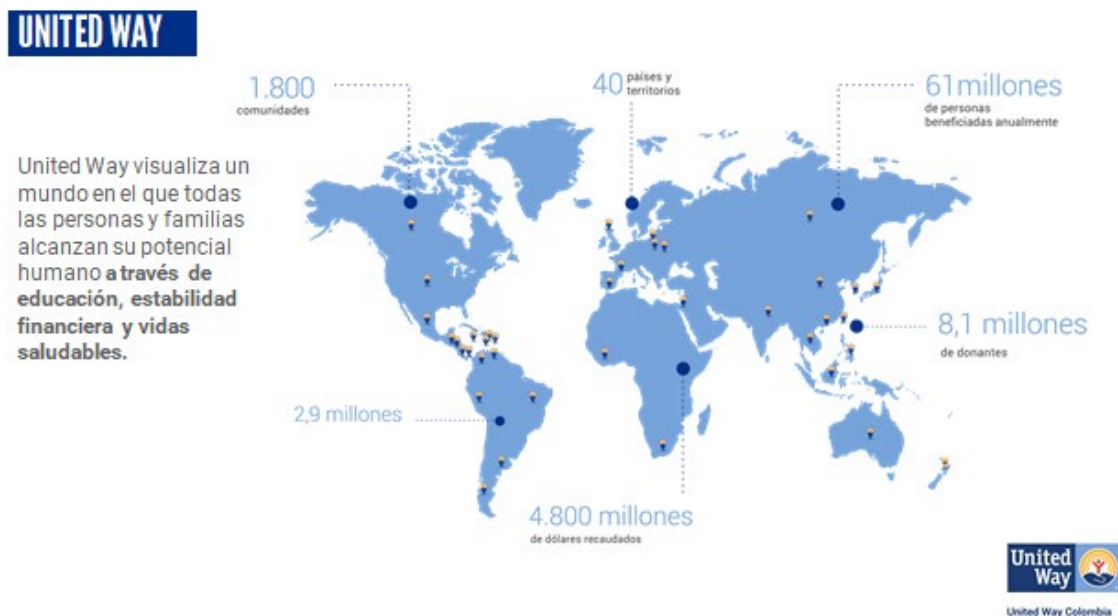 UNITED WAY
1.800
comunidades
40 países y
territorios
61 millones
de personas
beneficiadas anualmente
United Way visualiza un
mundo en el que todas
las personas y familias
alcanzan su potencial
humano a través de
educación, estabilidad
financiera y vidas
saludables.
8,1 millones
de donantes
2,9 millones
4.800 millones
de dólares recaudados
United
Way
United Way Colombia